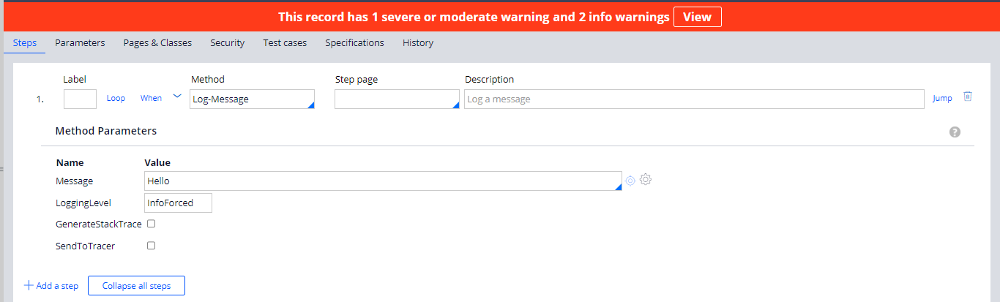 This record has 1 severe or moderate warning and 2 info warnings View
Steps Parameters Pages & Classes Security Test cases Specifications History
Label Method Step page Description
1. Loop When Log-Message Log a message Jump
Method Parameters ?
Name Value
Message Hello
LoggingLevel InfoForced
GenerateStackTrace
SendToTracer
+ Add a step Collapse all steps